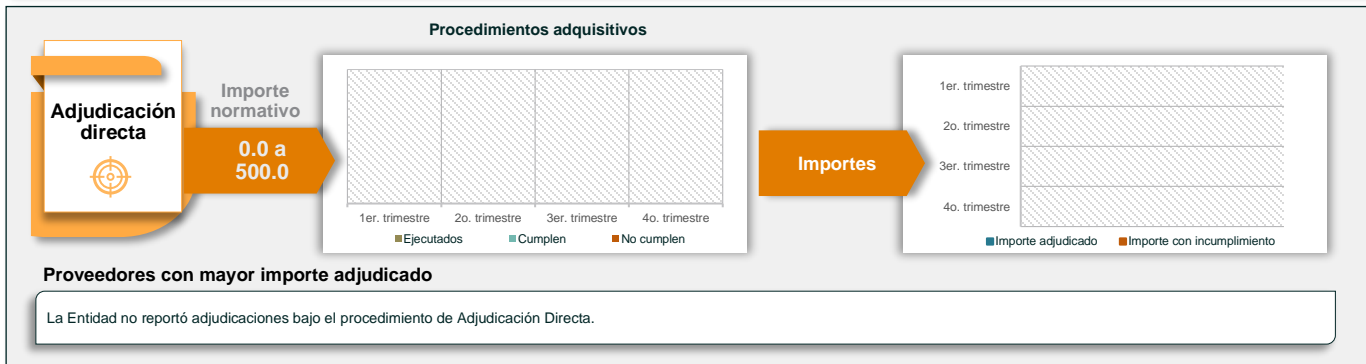 Procedimientos adquisitivos
Adjudicación
directa
Importe
normativo
0.0 a
500.0
1er. trimestre 2o. trimestre 3er. trimestre 4o. trimestre
Ejecutados Cumplen No cumplen
Importes
1er. trimestre
2o. trimestre
3er. trimestre
4o. trimestre
Importe adjudicado Importe con incumplimiento
Proveedores con mayor importe adjudicado
La Entidad no reportó adjudicaciones bajo el procedimiento de Adjudicación Directa.